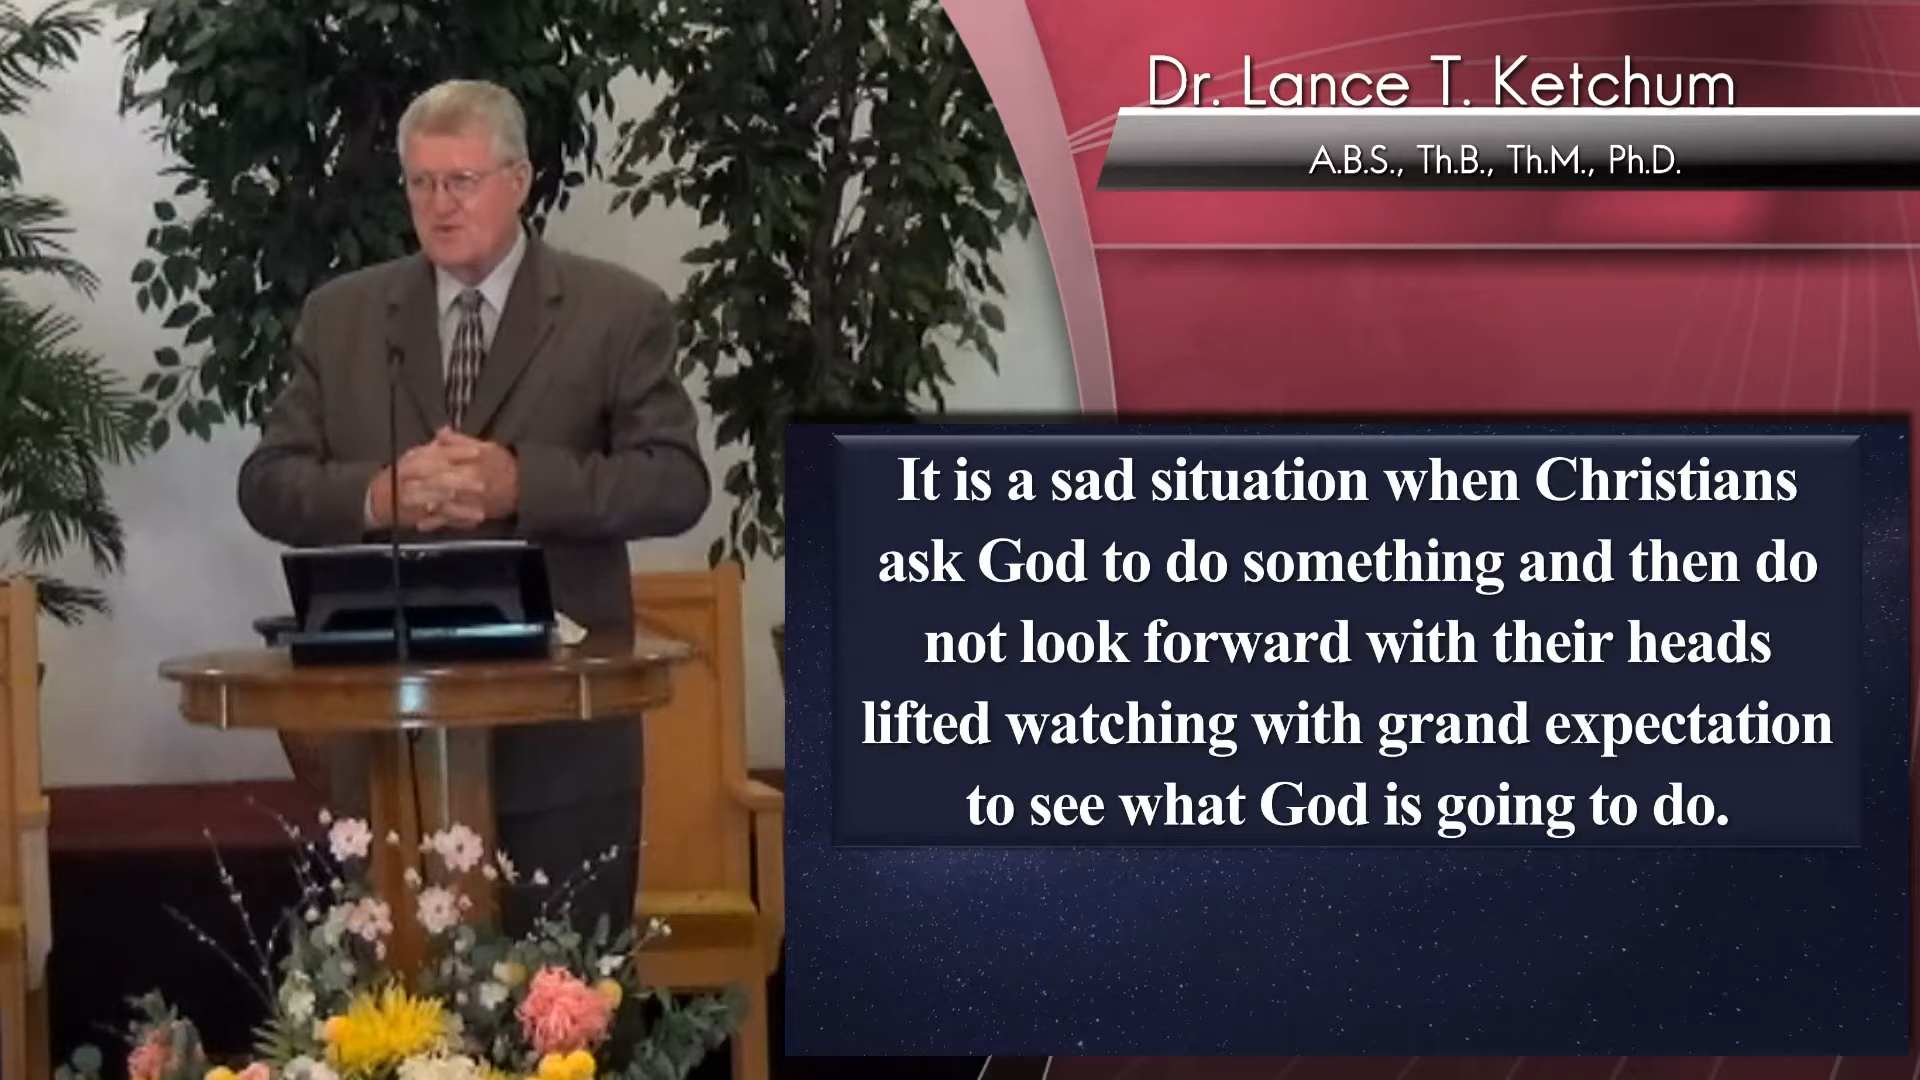 Dr. Lance T. Ketchum
A.B.S., Th.B., Th.M., Ph.D.
It is a sad situation when Christians
ask God to do something and then do
not look forward with their heads
lifted watching with grand expectation
to see what God is going to do.